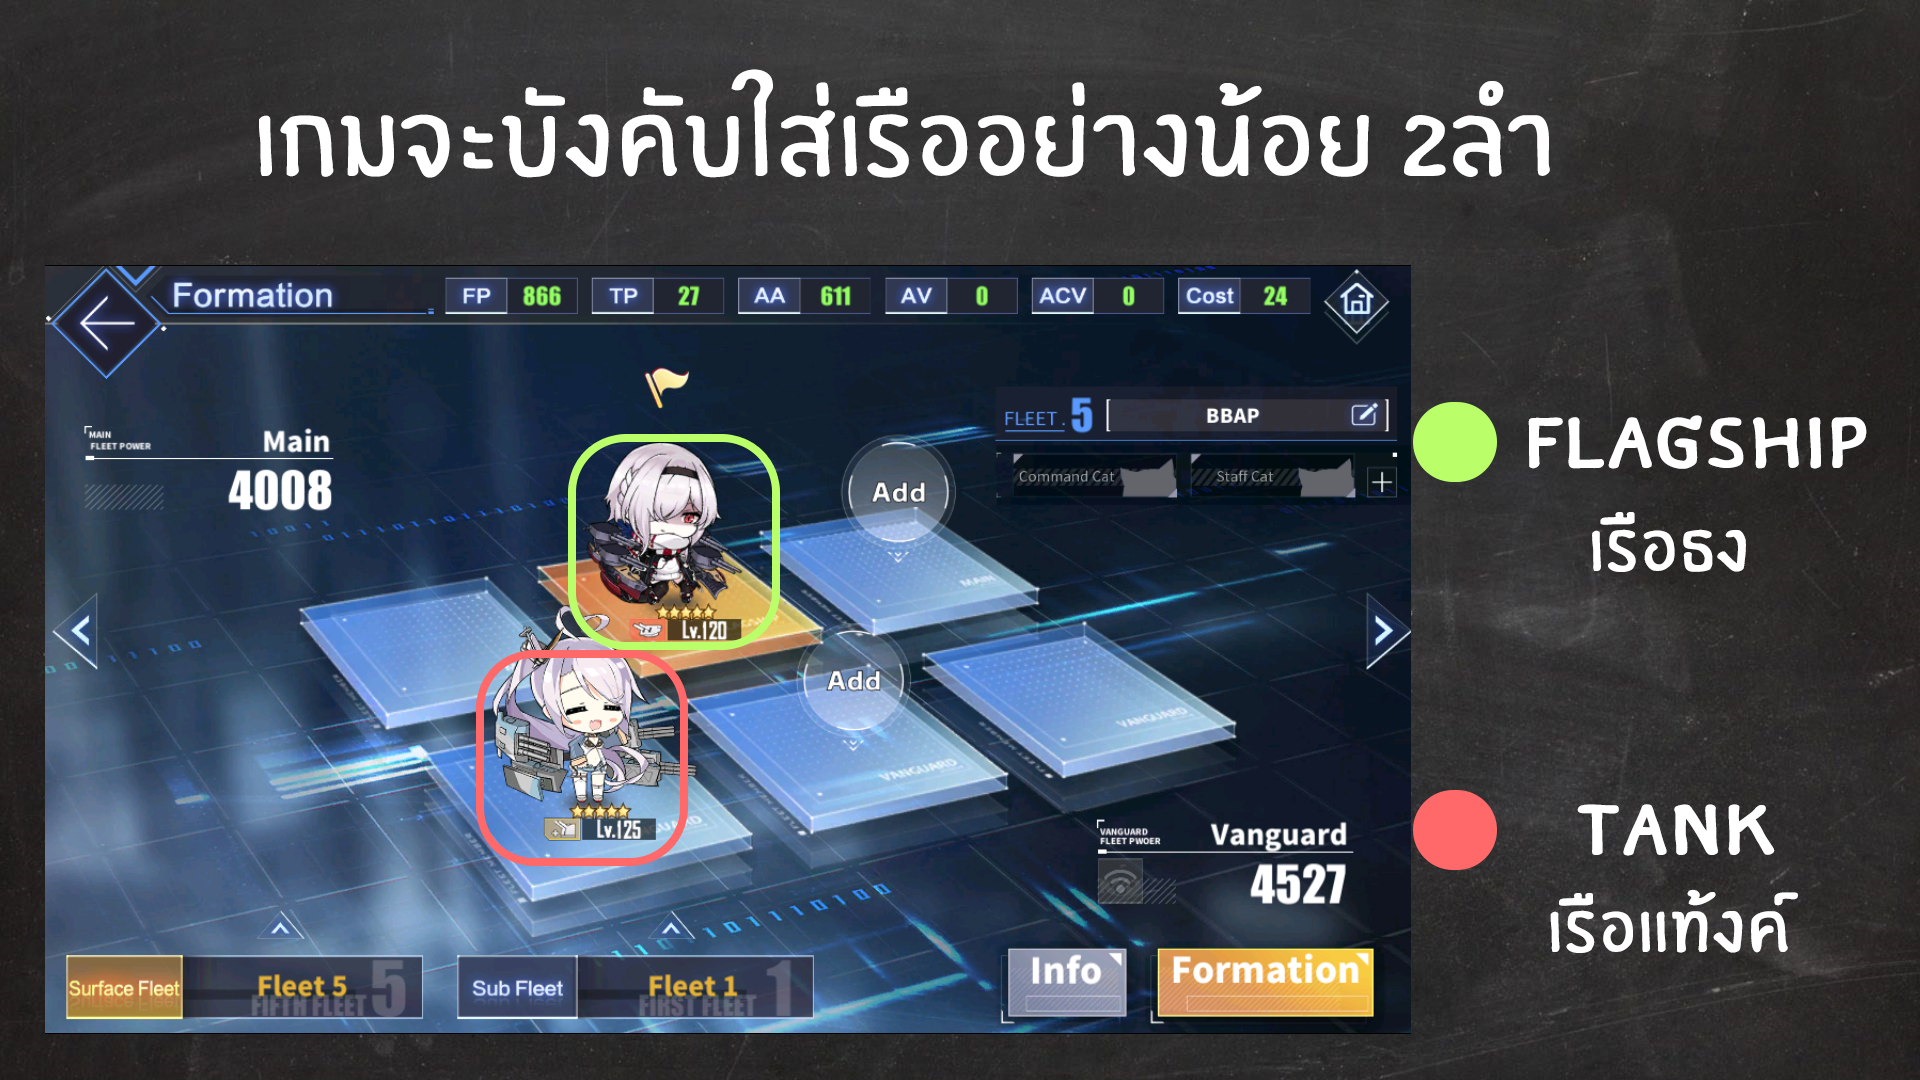 เกมจะบังคับใส่เรืออย่างน้อย 2ลำ
Formation
FP 866
TP 27
AA 611
AV 0
ACV 0
Cost 24
MAIN
FLEET POWER
Main
4008
FLEET. 5
BBAP
Command Cat
Staff Cat
Add
MAIN
Lv.120
Add
VANGUARD
VANGUARD
Lv.125
VANGUARD
FLEET PWOER
Vanguard
4527
Surface Fleet
Fleet 5
FIFTH FLEET
5
Sub Fleet
Fleet 1
FIRST FLEET
1
Info
Formation
FLAGSHIP
เรือธง
TANK
เรือแท้งค์